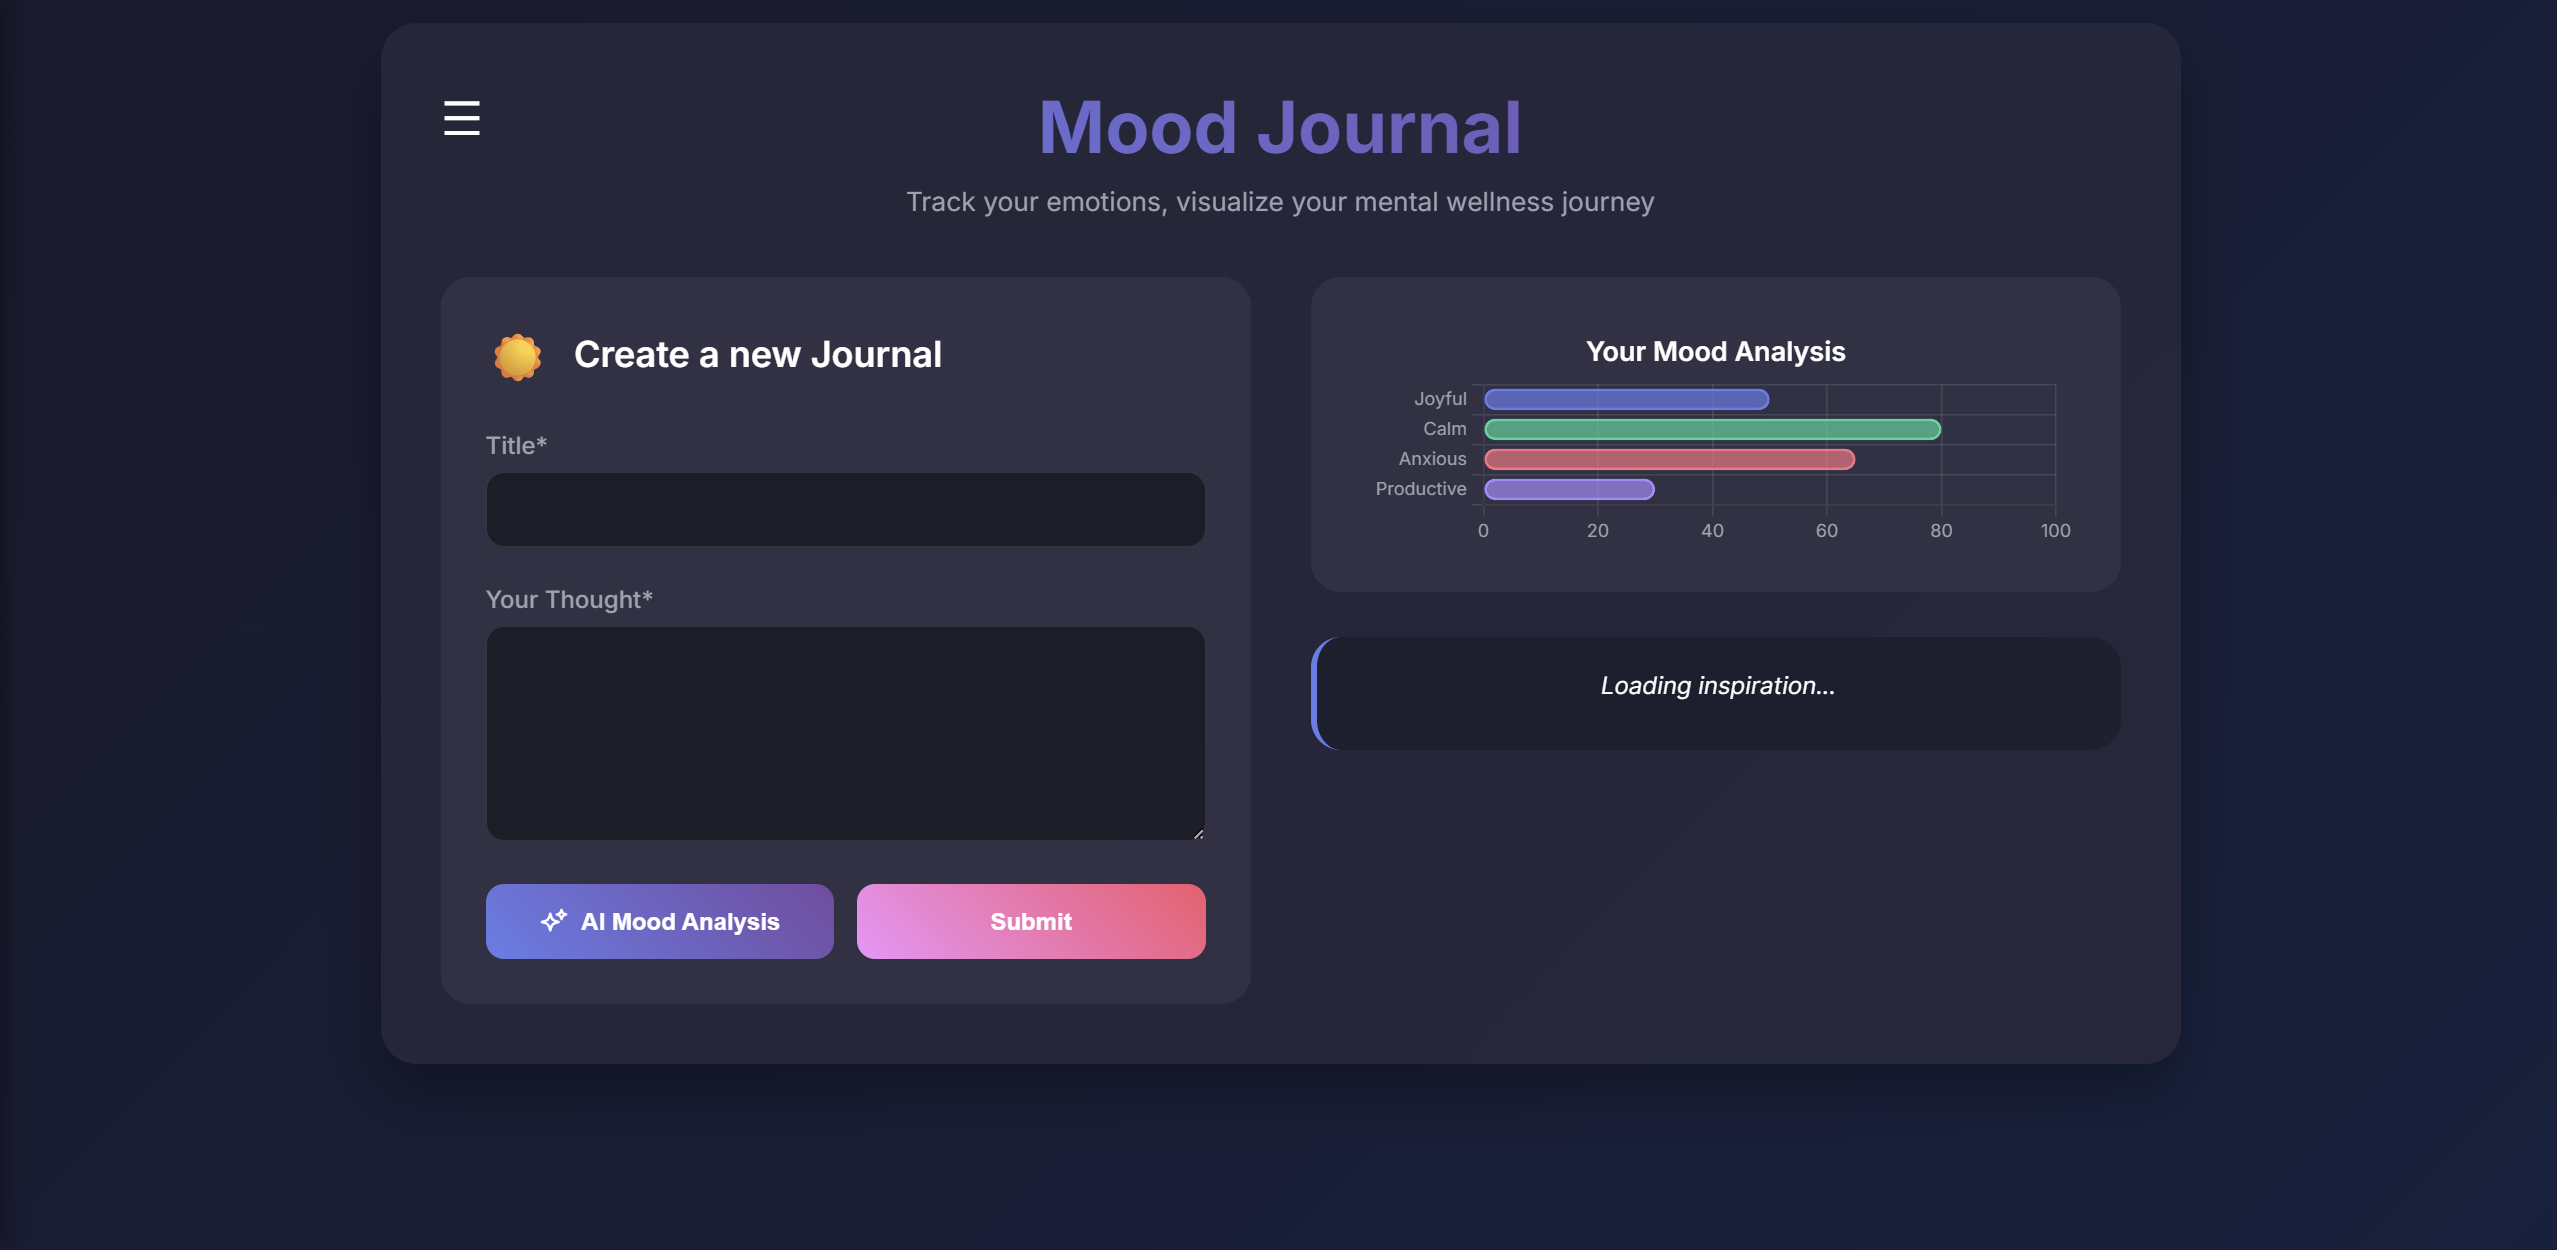 Mood Journal
Track your emotions, visualize your mental wellness journey
Create a new Journal
Title*
Your Thought*
AI Mood Analysis
Submit
Your Mood Analysis
Joyful
Calm
Anxious
Productive
0 20 40 60 80 100
Loading inspiration...